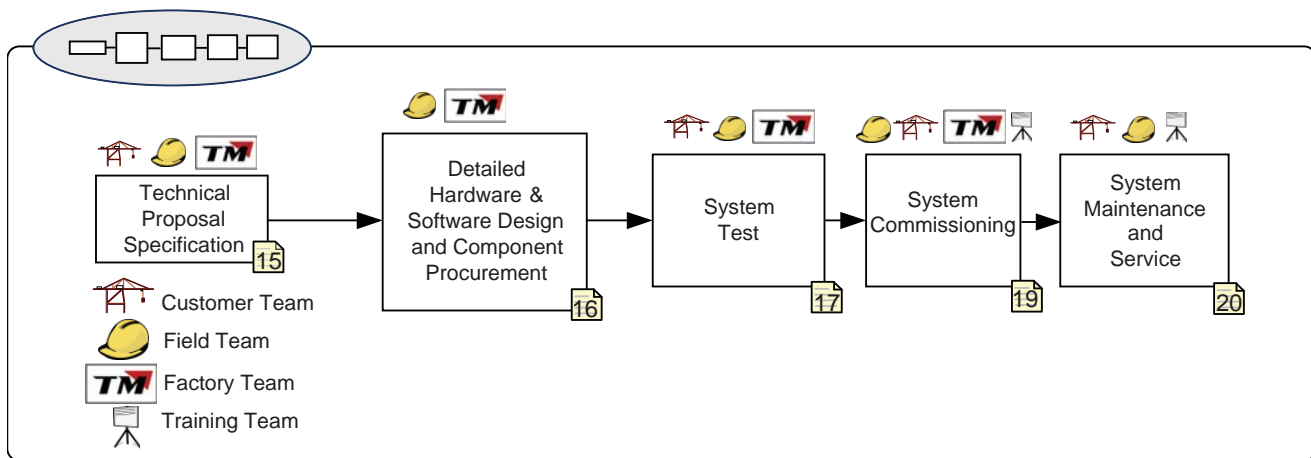 TM
TM
TM
TM
Technical
Proposal
Specification
15
Detailed
Hardware &
Software Design
and Component
Procurement
16
System
Test
17
System
Commissioning
19
System
Maintenance
and
Service
20
Customer Team
Field Team
TM
Factory Team
Training Team